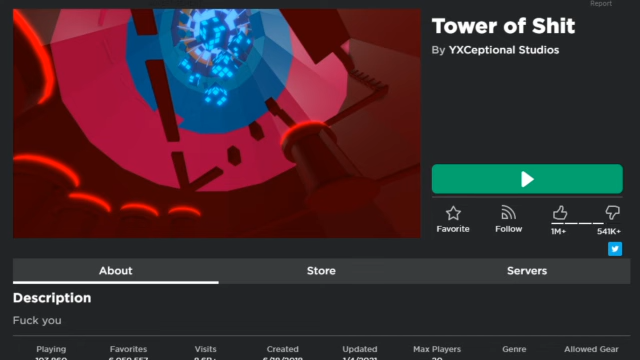 Report
Tower of Shit
By YXCeptional Studios
Favorite
Follow
1M+
541K+
About
Store
Servers
Description
Fuck you
Playing Favorites Visits Created Updated Max Players Genre Allowed Gear